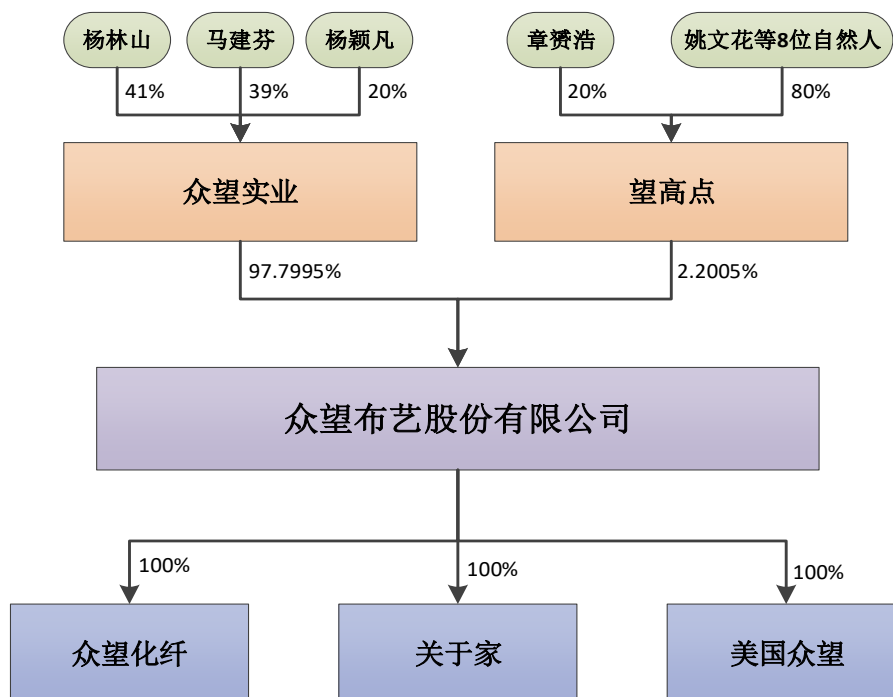 杨林山
马建芬
杨颖凡
章赟浩
姚文花等8位自然人
41%
39%
20%
20%
80%
众望实业
望高点
97.7995%
2.2005%
众望布艺股份有限公司
100%
100%
100%
众望化纤
关于家
美国众望